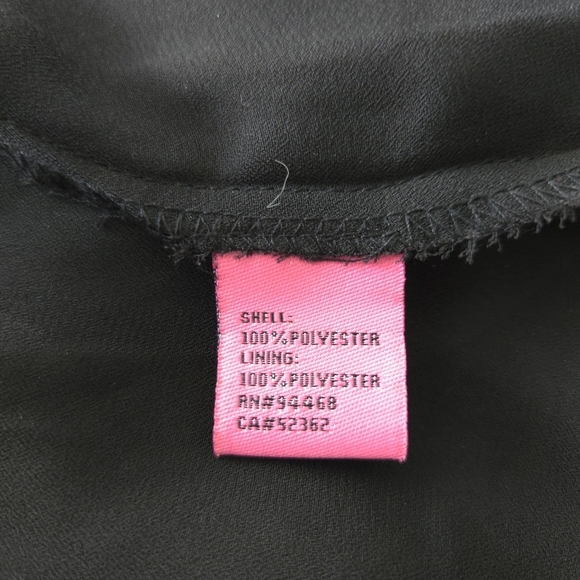 SHELL:
100%POLYESTER
LINING:
100%POLYESTER
RN#94468
CA#52362